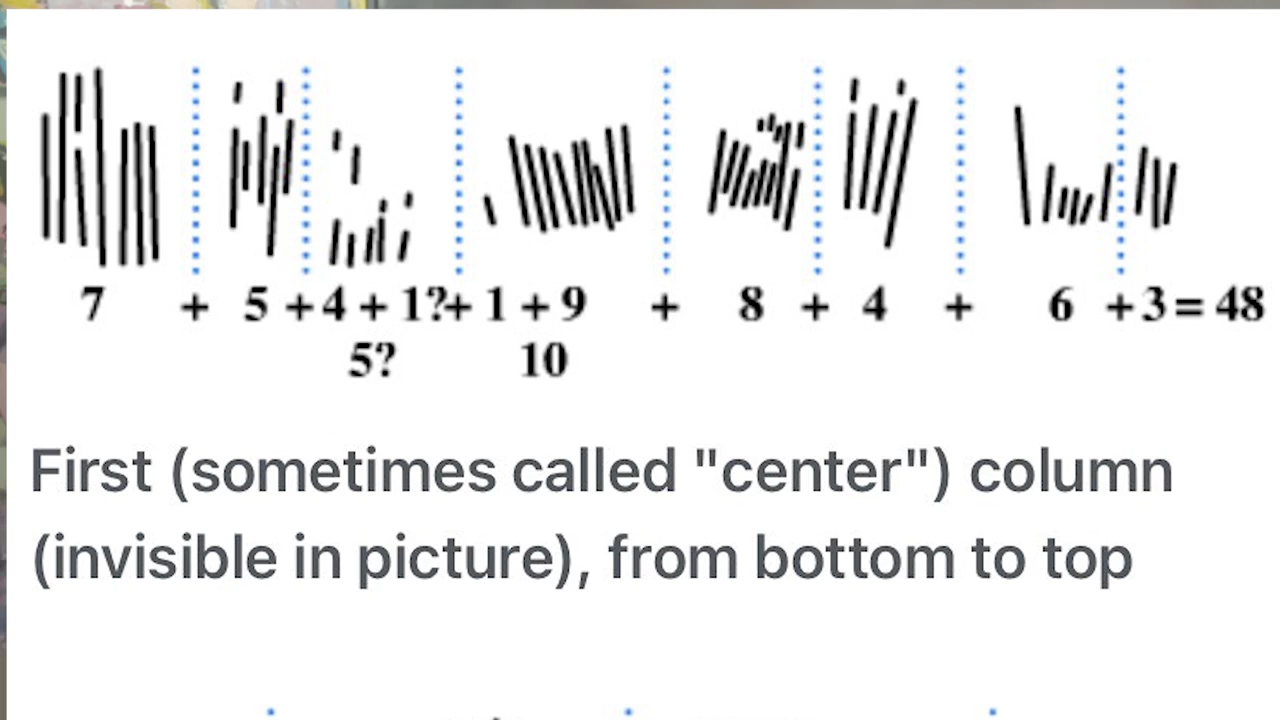 7 + 5 + 4 + 1?+ 1 + 9 + 8 + 4 + 6 + 3 = 48
5? 10
First (sometimes called "center") column
(invisible in picture), from bottom to top